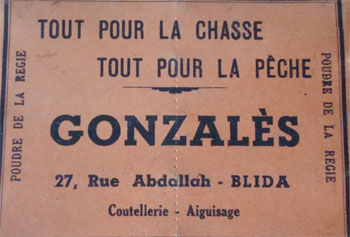 TOUT POUR LA CHASSE
TOUT POUR LA PÊCHE
POUDRE DE LA REGIE
POUDRE DE LA REGIE
GONZALÈS
27, Rue Abdallah - BLIDA
Coutellerie - Aiguisage